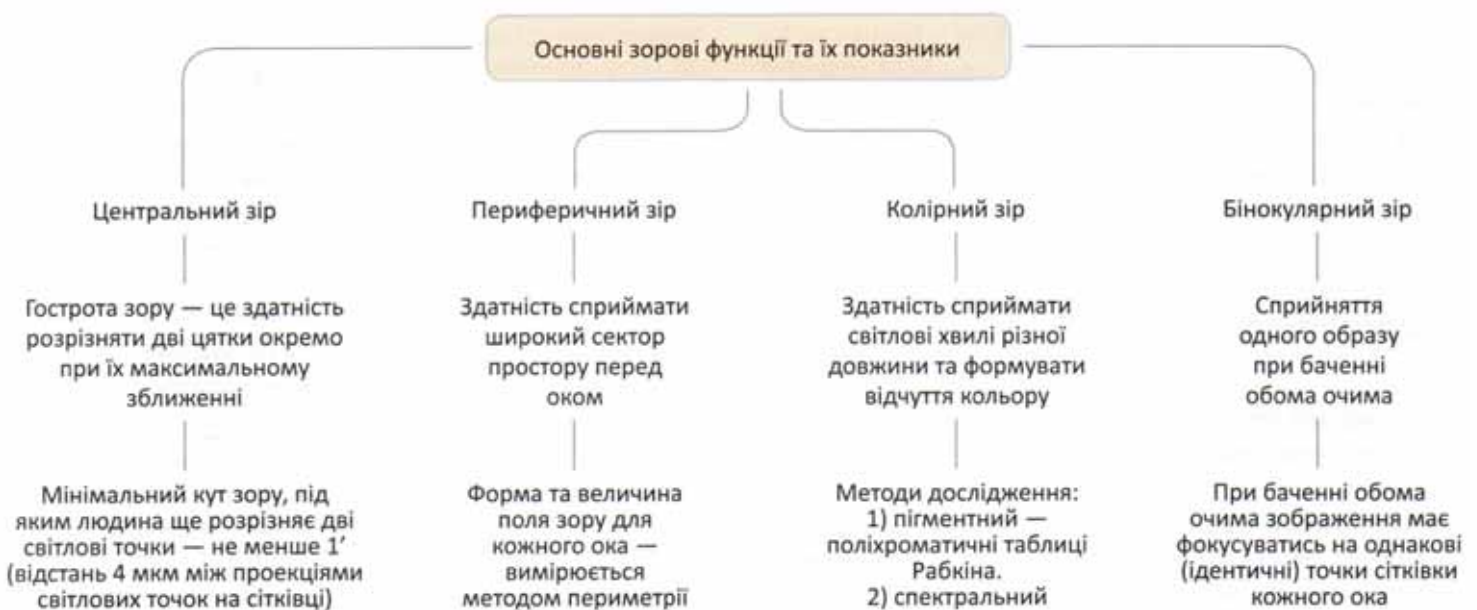 Основні зорові функції та їх показники
Центральний зір
Гострота зору — це здатність
розрізняти дві цятки окремо
при їх максимальному
зближенні
Мінімальний кут зору, під
яким людина ще розрізняє дві
світлові точки — не менше 1′
(відстань 4 мкм між проекціями
світлових точок на сітківці)
Периферичний зір
Здатність сприймати
широкий сектор
простору перед
оком
Форма та величина
поля зору для
кожного ока —
вимірюється
методом периметрії
Колірний зір
Здатність сприймати
світлові хвилі різної
довжини та формувати
відчуття кольору
Методи дослідження:
1) пігментний —
поліхроматичні таблиці
Рабкіна.
2) спектральний
Бінокулярний зір
Сприйняття
одного образу
при баченні
обома очима
При баченні обома
очима зображення має
фокусуватись на однакові
(ідентичні) точки сітківки
кожного ока